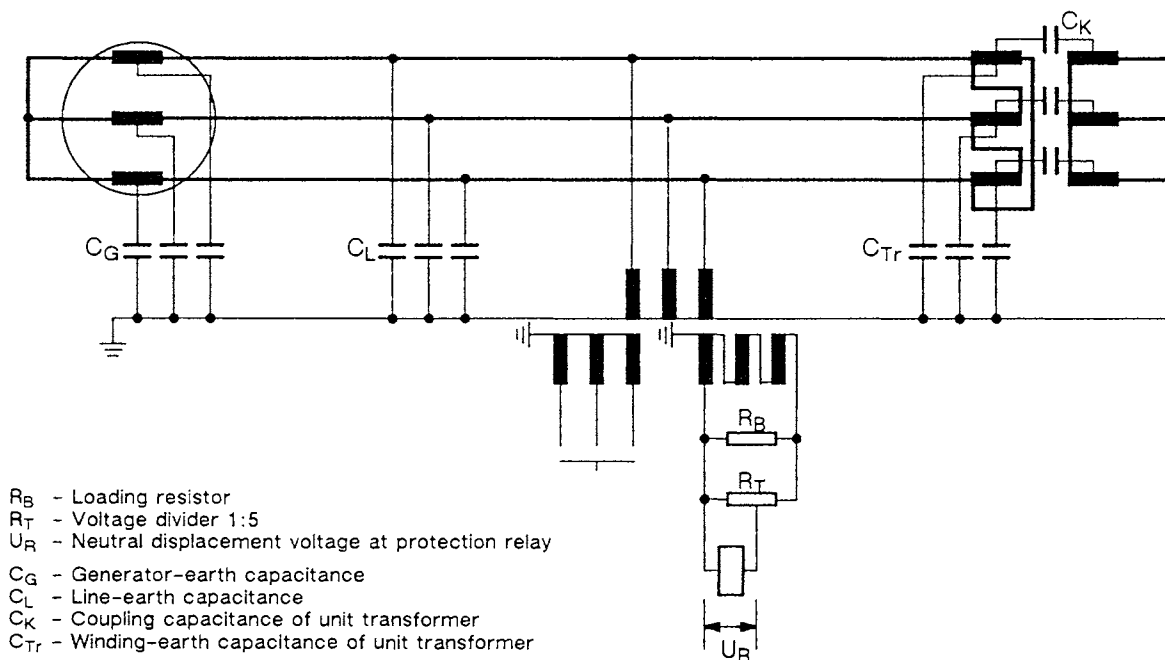 C_K
C_G
C_L
C_Tr
R_B
R_T
R_B - Loading resistor
R_T - Voltage divider 1:5
U_R - Neutral displacement voltage at protection relay
C_G - Generator-earth capacitance
C_L - Line-earth capacitance
C_K - Coupling capacitance of unit transformer
C_Tr - Winding-earth capacitance of unit transformer
U_R